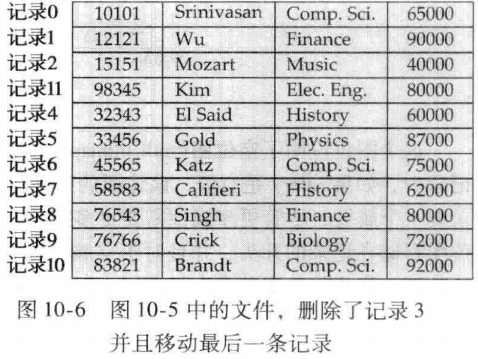 记录0 10101 Srinivasan Comp. Sci. 65000
记录1 12121 Wu Finance 90000
记录2 15151 Mozart Music 40000
记录11 98345 Kim Elec. Eng. 80000
记录4 32343 El Said History 60000
记录5 33456 Gold Physics 87000
记录6 45565 Katz Comp. Sci. 75000
记录7 58583 Califieri History 62000
记录8 76543 Singh Finance 80000
记录9 76766 Crick Biology 72000
记录10 83821 Brandt Comp. Sci. 92000
图 10-6 图 10-5 中的文件，删除了记录 3
并且移动最后一条记录